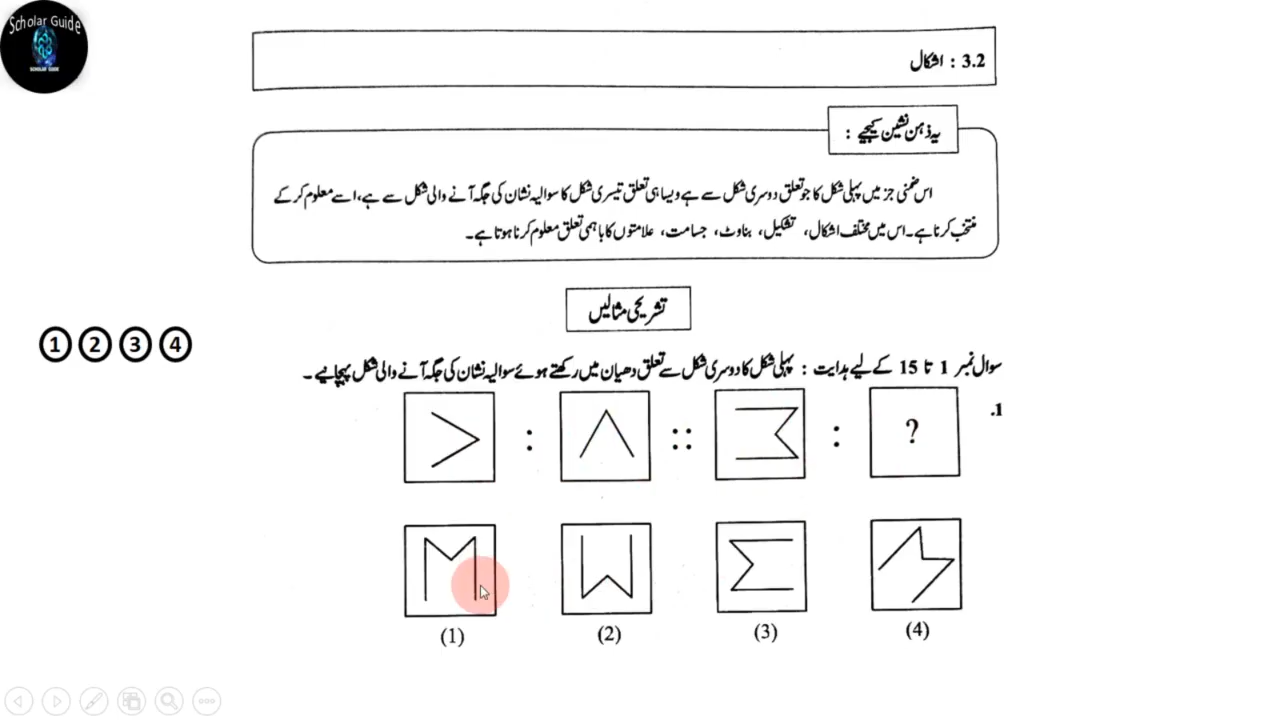 Scholar Guide
SCHOLAR GUIDE
3.2 : اشکال
یہ ذہن نشین کیجیے :
اس ضمنی جز میں پہلی شکل کا جو تعلق دوسری شکل سے ہے ویسا ہی تعلق تیسری شکل کا سوالیہ نشان کی جگہ آنے والی شکل سے ہے، اسے معلوم کر کے
منتخب کرنا ہے۔ اس میں مختلف اشکال، تشکیل، بناوٹ، جسامت، علامتوں کا باہمی تعلق معلوم کرنا ہوتا ہے۔
تشریحی مثالیں
1 2 3 4
سوال نمبر 1 تا 15 کے لیے ہدایت : پہلی شکل کا دوسری شکل سے تعلق دھیان میں رکھتے ہوئے سوالیہ نشان کی جگہ آنے والی شکل پہچانیے۔
1.
: :: : ?
(1) (2) (3) (4)